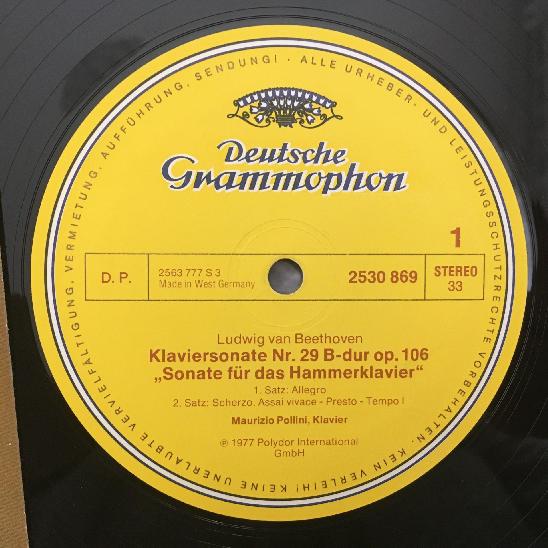 ALLE URHEBER- UND LEISTUNGSSCHUTZRECHTE VORBEHALTEN. KEIN VERLEIH! KEINE UNERLAUBTE VERVIELFÄLTIGUNG, VERMIETUNG, AUFFÜHRUNG, SENDUNG! ·
Deutsche
Grammophon
1
D. P.
2563 777 S 3
Made in West Germany
2530 869
STEREO
33
Ludwig van Beethoven
Klaviersonate Nr. 29 B-dur op. 106
„Sonate für das Hammerklavier“
1. Satz: Allegro
2. Satz: Scherzo. Assai vivace - Presto - Tempo I
Maurizio Pollini, Klavier
℗ 1977 Polydor International
GmbH